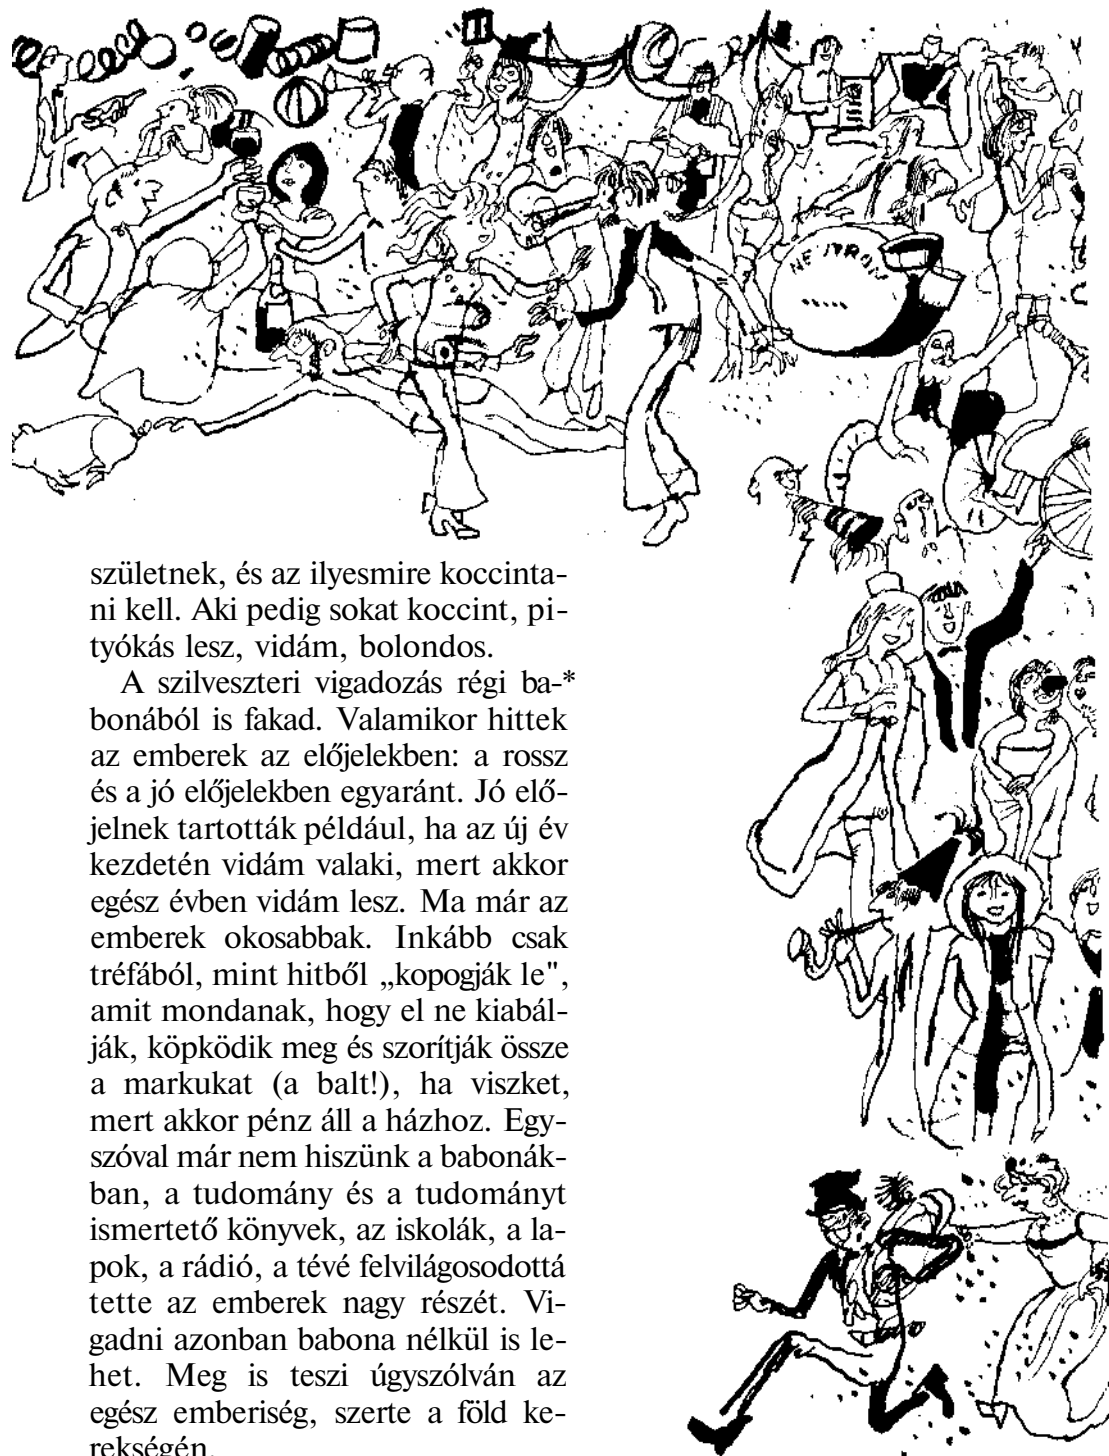 születnek, és az ilyesmire koccinta-
ni kell. Aki pedig sokat koccint, pi-
tyókás lesz, vidám, bolondos.
A szilveszteri vigadozás régi ba-*
bonából is fakad. Valamikor hittek
az emberek az előjelekben: a rossz
és a jó előjelekben egyaránt. Jó elő-
jelnek tartották például, ha az új év
kezdetén vidám valaki, mert akkor
egész évben vidám lesz. Ma már az
emberek okosabbak. Inkább csak
tréfából, mint hitből „kopogják le",
amit mondanak, hogy el ne kiabál-
ják, köpködik meg és szorítják össze
a markukat (a balt!), ha viszket,
mert akkor pénz áll a házhoz. Egy-
szóval már nem hiszünk a babonák-
ban, a tudomány és a tudományt
ismertető könyvek, az iskolák, a la-
pok, a rádió, a tévé felvilágosodottá
tette az emberek nagy részét. Vi-
gadni azonban babona nélkül is le-
het. Meg is teszi úgyszólván az
egész emberiség, szerte a föld ke-
rekségén.